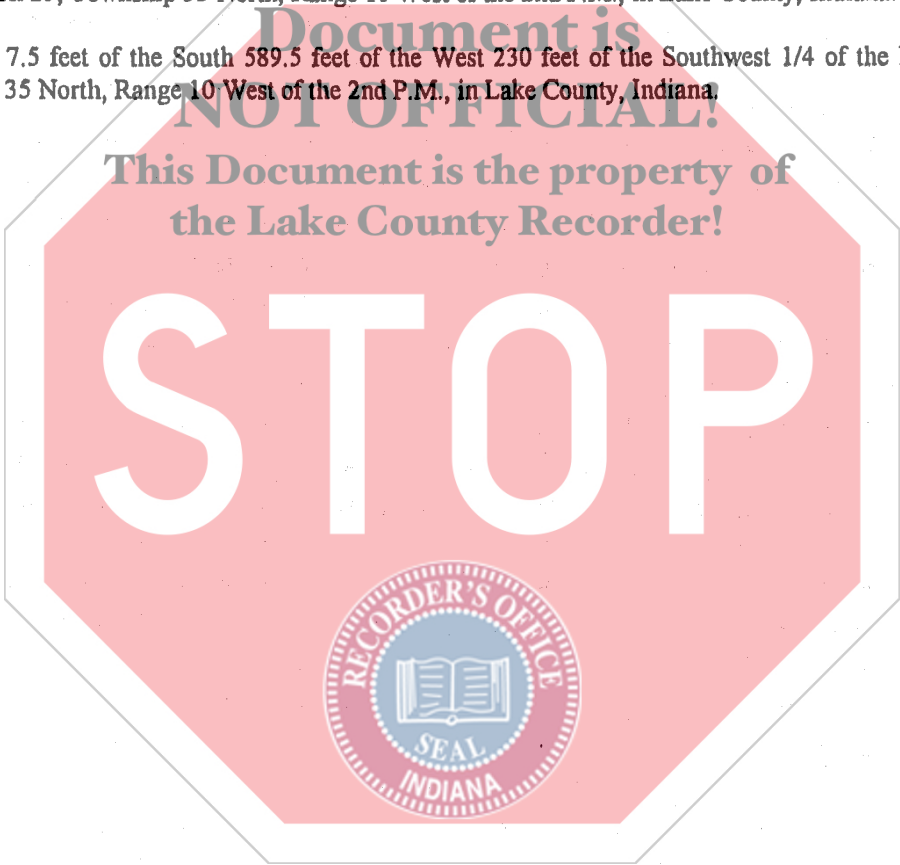 Document is
7.5 feet of the South 589.5 feet of the West 230 feet of the Southwest 1/4 of the
35 North, Range 10 West of the 2nd P.M., in Lake County, Indiana.
NOT OFFICIAL!
This Document is the property of
the Lake County Recorder!
STOP
RECORDER'S OFFICE
SEAL
INDIANA